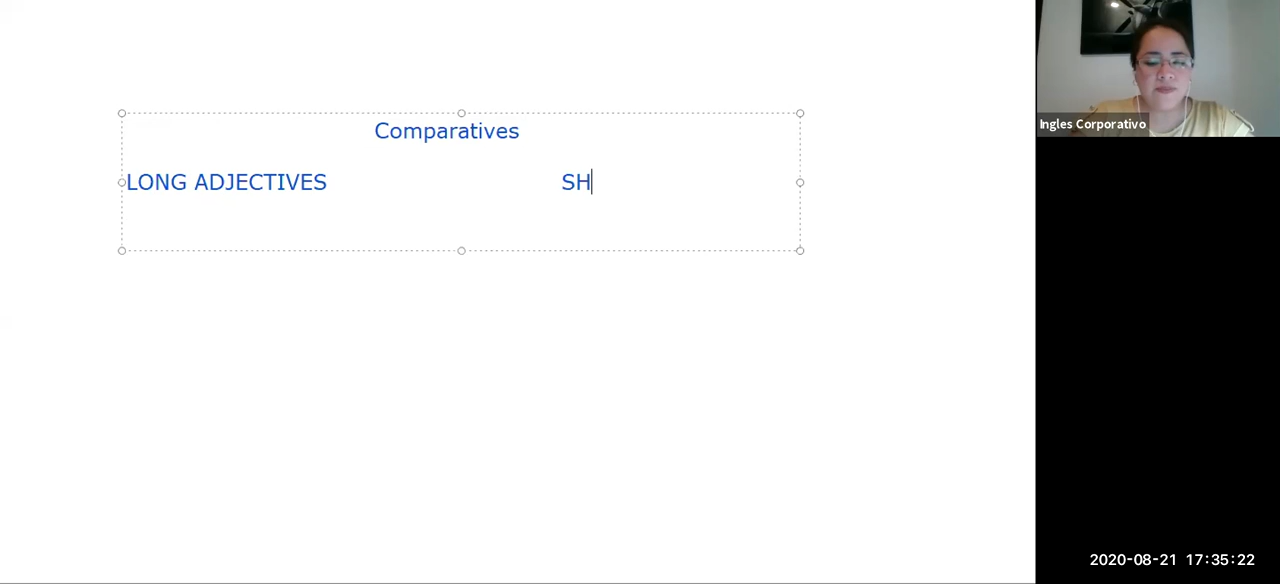 Comparatives
LONG ADJECTIVES SH
Ingles Corporativo
2020-08-21 17:35:22